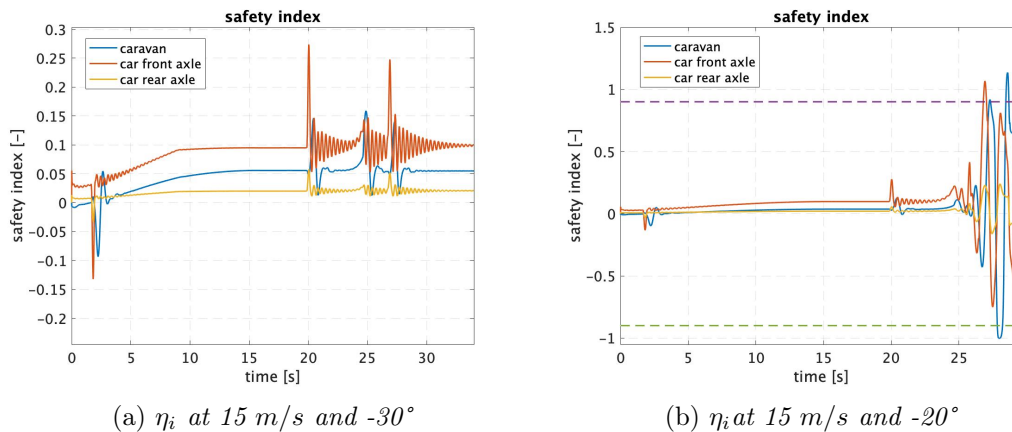 safety index
0.3
0.25
0.2
0.15
0.1
0.05
0
-0.05
-0.1
0.15
-0.2
safety index [-]
caravan
car front axle
car rear axle
0 5 10 15 20 25 30
time [s]
(a) ηi at 15 m/s and -30°
safety index
1.5
1
0.5
0
-0.5
-1
safety index [-]
caravan
car front axle
car rear axle
0 5 10 15 20 25
time [s]
(b) ηi at 15 m/s and -20°